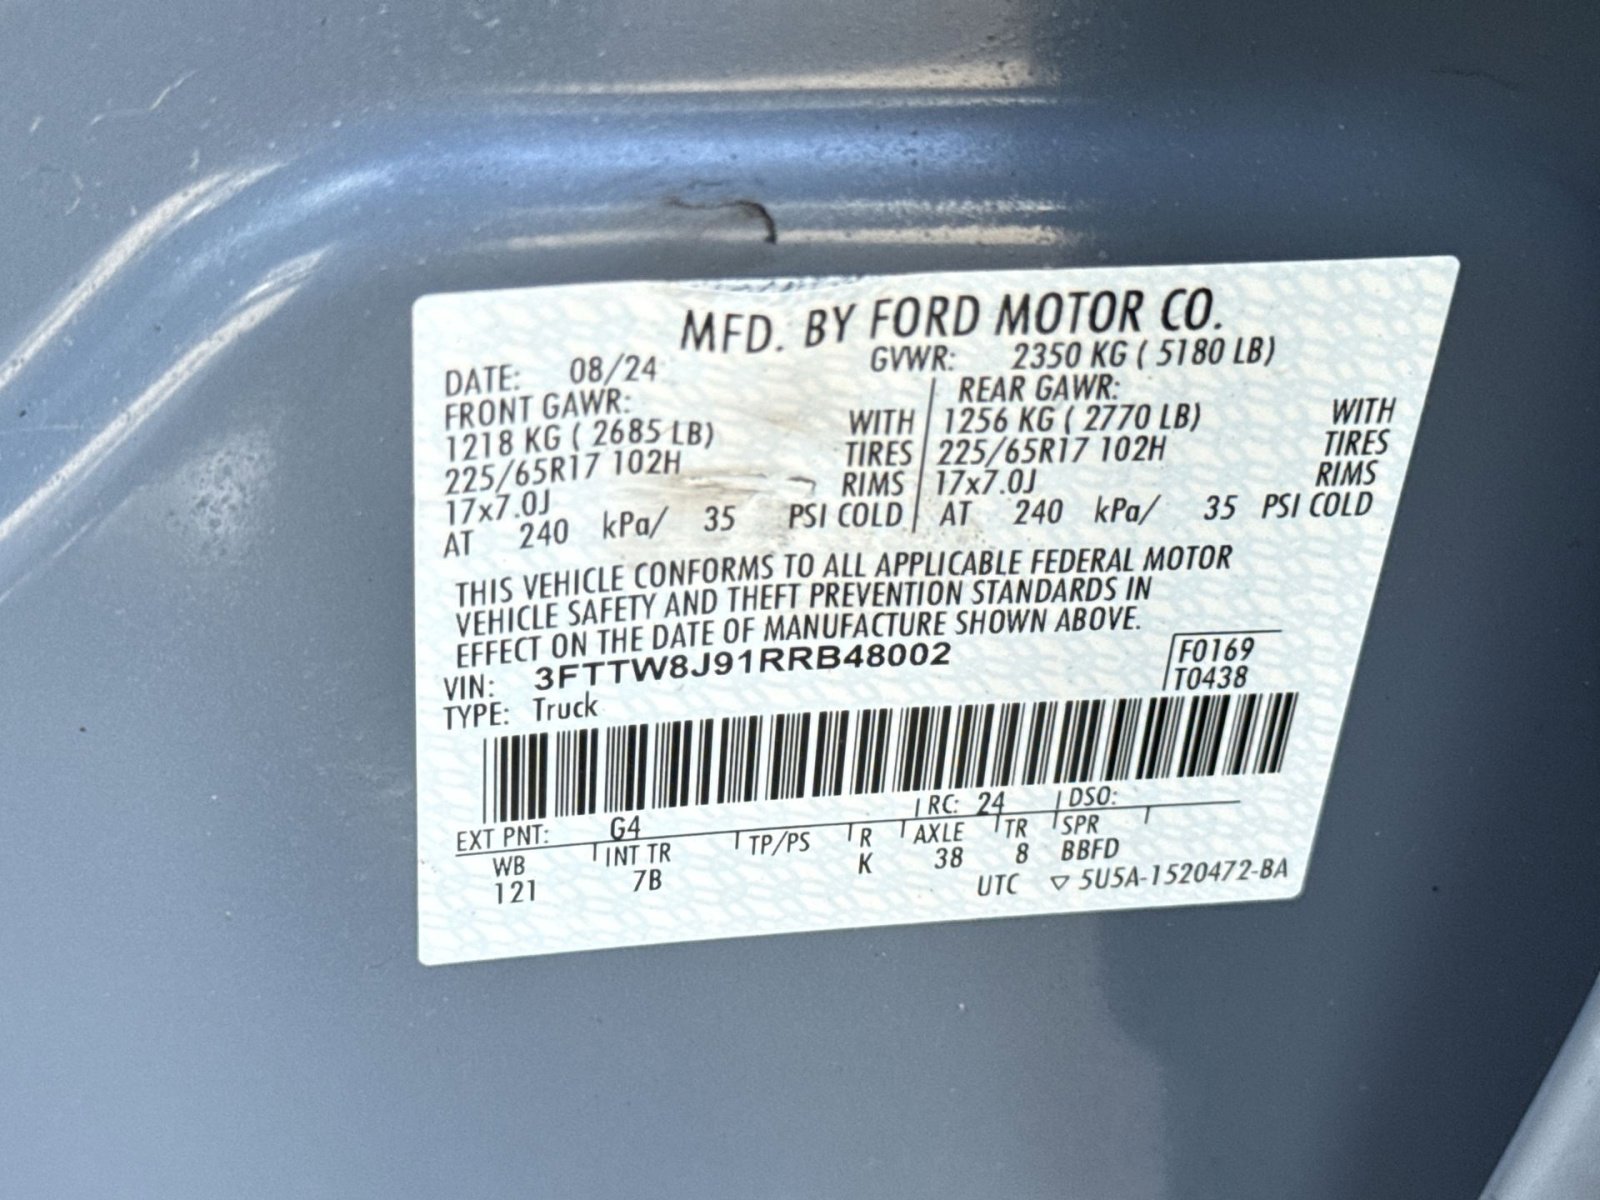 MFD. BY FORD MOTOR CO.
DATE: 08/24 GVWR: 2350 KG ( 5180 LB)
FRONT GAWR: REAR GAWR:
1218 KG ( 2685 LB) WITH 1256 KG ( 2770 LB) WITH
225/65R17 102H TIRES 225/65R17 102H TIRES
17x7.0J RIMS 17x7.0J RIMS
AT 240 kPa/ 35 PSI COLD AT 240 kPa/ 35 PSI COLD
THIS VEHICLE CONFORMS TO ALL APPLICABLE FEDERAL MOTOR
VEHICLE SAFETY AND THEFT PREVENTION STANDARDS IN
EFFECT ON THE DATE OF MANUFACTURE SHOWN ABOVE.
VIN: 3FTTW8J91RRB48002 F0169
TYPE: Truck T0438
EXT PNT: G4 RC: 24 DSO:
WB INT TR TP/PS R AXLE TR SPR
121 7B K 38 8 BBFD
UTC ▽ 5U5A-1520472-BA